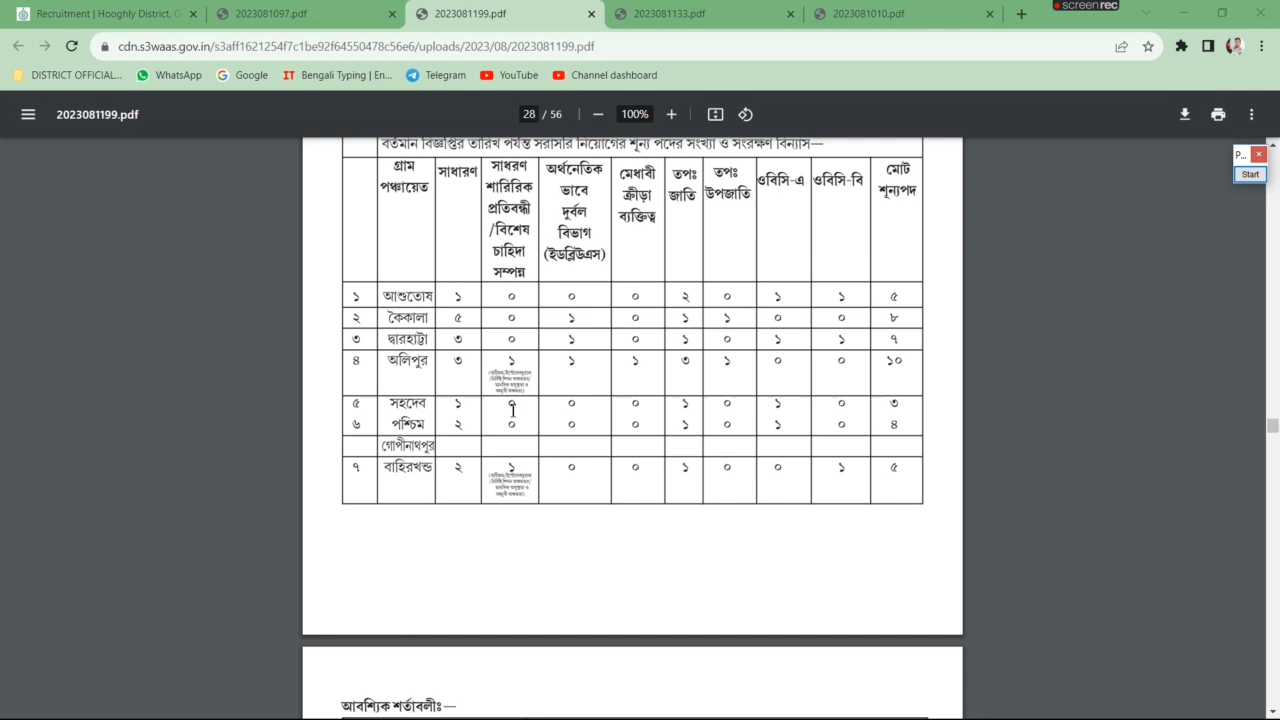 Recruitment | Hooghly District, G
2023081097.pdf
2023081199.pdf
2023081133.pdf
2023081010.pdf
screenrec
cdn.s3waas.gov.in/s3aff1621254f7c1be92f64550478c56e6/uploads/2023/08/2023081199.pdf
DISTRICT OFFICIAL...
WhatsApp
Google
IT Bengali Typing | En...
Telegram
YouTube
Channel dashboard
2023081199.pdf
28 / 56
100%
P...
Start
বর্তমান বিজ্ঞপ্তির তারিখ পর্যন্ত সরাসরি নিয়োগের শূন্য পদের সংখ্যা ও সংরক্ষণ বিন্যাস—
গ্রাম পঞ্চায়েত সাধারণ সাধরণ শারিরিক প্রতিবন্ধী /বিশেষ চাহিদা সম্পন্ন অর্থনেতিক ভাবে দুর্বল বিভাগ (ইডব্লিউএস) মেধাবী ক্রীড়া ব্যক্তিত্ব তপঃ জাতি তপঃ উপজাতি ওবিসি-এ ওবিসি-বি মোট শূন্যপদ
১ আশুতোষ ১ ০ ০ ০ ২ ০ ১ ১ ৫
২ কৈকালা ৫ ০ ১ ০ ১ ১ ০ ০ ৮
৩ দ্বারহাট্টা ৩ ০ ১ ০ ১ ০ ১ ১ ৭
৪ অলিপুর ৩ ১ ১ ১ ৩ ১ ০ ০ ১০
৫ সহদেব ১ ০ ০ ০ ১ ০ ১ ০ ৩
৬ পশ্চিম ২ ০ ০ ০ ১ ০ ১ ০ ৪
গোপীনাথপুর
৭ বাহিরখন্ড ২ ১ ০ ০ ১ ০ ০ ১ ৫
আবশ্যিক শর্তাবলীঃ—